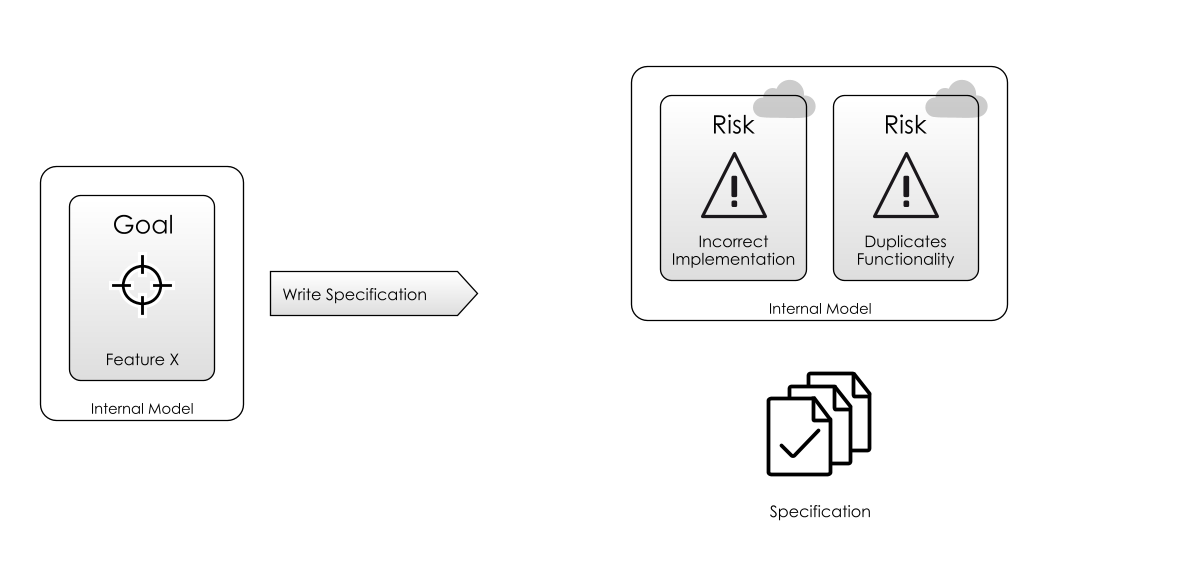 Goal
Feature X
Internal Model
Write Specification
Risk
Incorrect
Implementation
Risk
Duplicates
Functionality
Internal Model
Specification